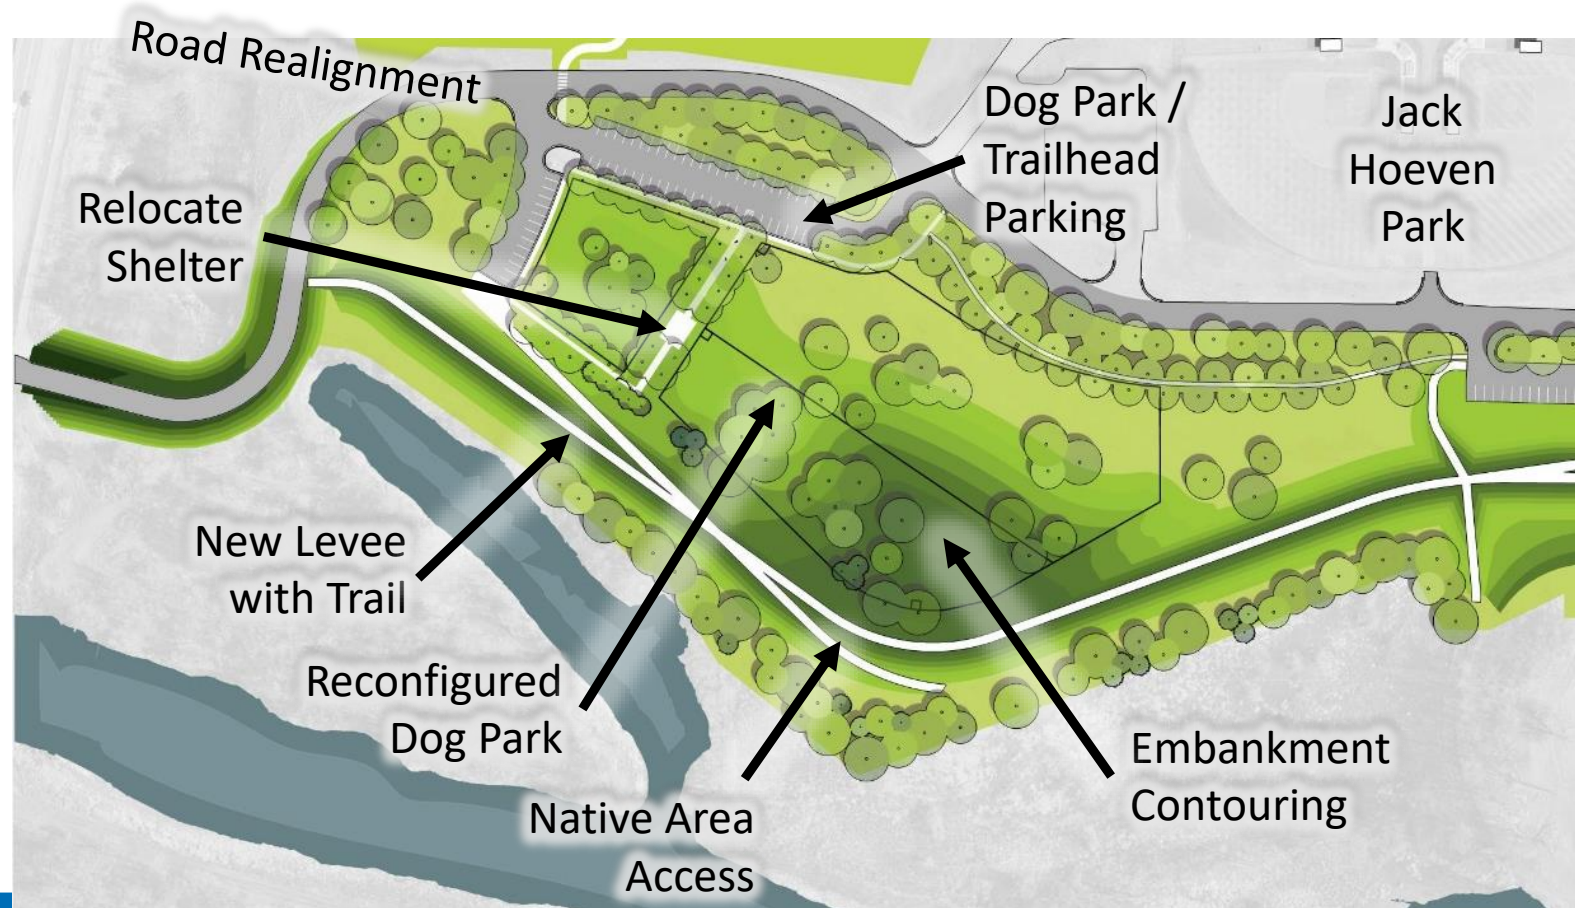 Road Realignment
Dog Park /
Trailhead
Parking
Jack
Hoeven
Park
Relocate
Shelter
New Levee
with Trail
Reconfigured
Dog Park
Native Area
Access
Embankment
Contouring